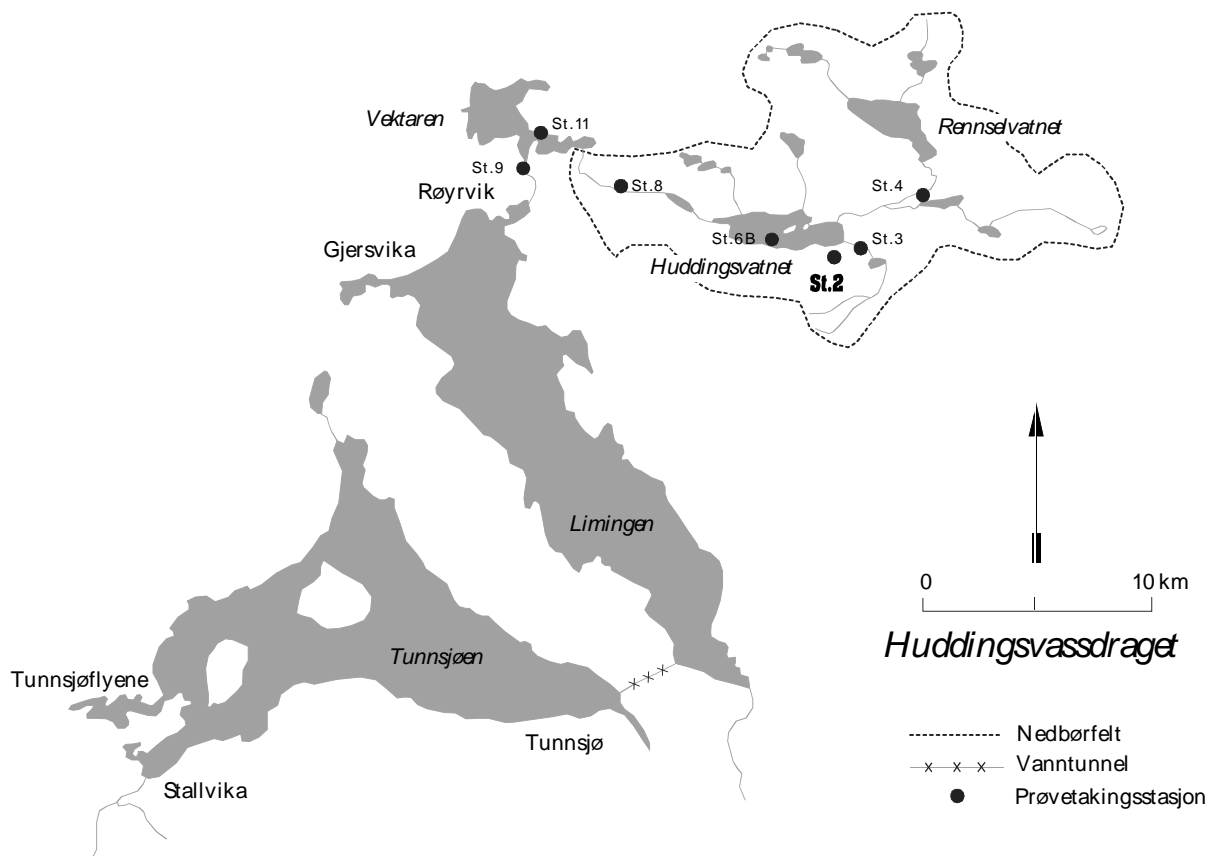 Vektaren
St.11
Rennselvatnet
St.9
Røyrvik
St.8
St.4
Gjersvika
St.6B
St.3
Huddingsvatnet
St.2
Limingen
0 10 km
Huddingsvassdraget
Tunnsjøen
Tunnsjøflyene
Tunnsjø
Stallvika
Nedbørfelt
Vanntunnel
Prøvetakingsstasjon